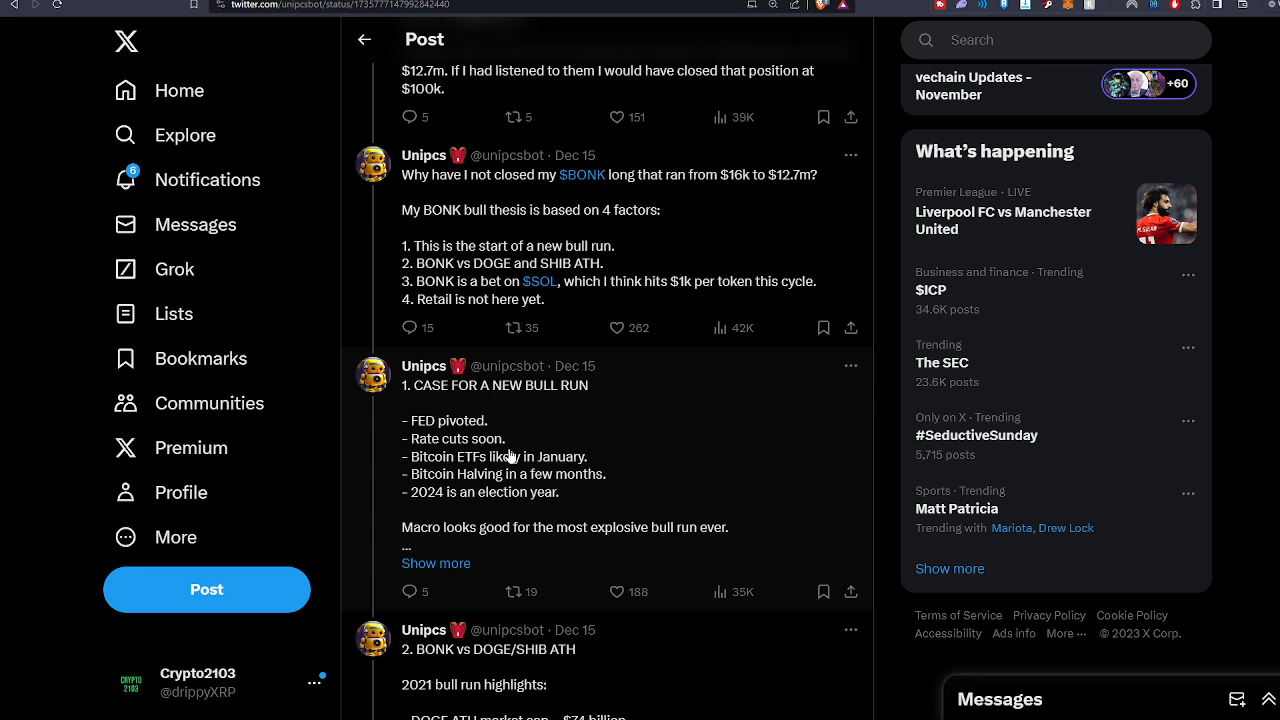 twitter.com/unipcsbot/status/1735777147992842440
Home
Explore
6
Notifications
Messages
Grok
Lists
Bookmarks
Communities
Premium
Profile
More
Post
CRYPTO
2103
Crypto2103
@drippyXRP
Post
$12.7m. If I had listened to them I would have closed that position at
$100k.
5 5 151 39K
Unipcs @unipcsbot · Dec 15
Why have I not closed my $BONK long that ran from $16k to $12.7m?
My BONK bull thesis is based on 4 factors:
1. This is the start of a new bull run.
2. BONK vs DOGE and SHIB ATH.
3. BONK is a bet on $SOL, which I think hits $1k per token this cycle.
4. Retail is not here yet.
15 35 262 42K
Unipcs @unipcsbot · Dec 15
1. CASE FOR A NEW BULL RUN
- FED pivoted.
- Rate cuts soon.
- Bitcoin ETFs likely in January.
- Bitcoin Halving in a few months.
- 2024 is an election year.
Macro looks good for the most explosive bull run ever.
...
Show more
5 19 188 35K
Unipcs @unipcsbot · Dec 15
2. BONK vs DOGE/SHIB ATH
2021 bull run highlights:
- DOGE ATH market cap - $74 billion
Search
vechain Updates -
November
+60
What's happening
Premier League · LIVE
Liverpool FC vs Manchester
United
Business and finance · Trending
$ICP
34.6K posts
Trending
The SEC
23.6K posts
Only on X · Trending
#SeductiveSunday
5,715 posts
Sports · Trending
Matt Patricia
Trending with Mariota, Drew Lock
Show more
Terms of Service Privacy Policy Cookie Policy
Accessibility Ads info More ··· © 2023 X Corp.
Messages